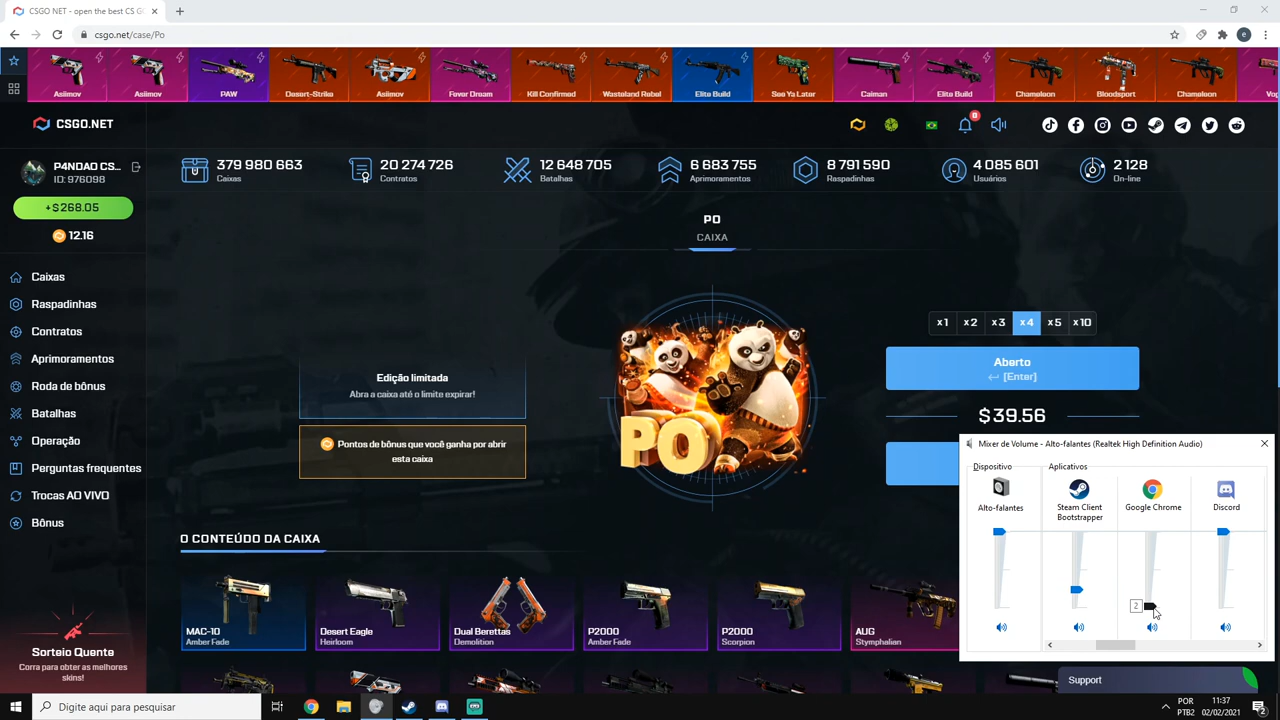 CSGO NET - open the best CS G
csgo.net/case/Po
e
Asiimov
Asiimov
PAW
Desert-Strike
Asiimov
Fever Dream
Kill Confirmed
Wasteland Rebel
Elite Build
See Ya Later
Caiman
Elite Build
Chameleon
Bloodsport
Chameleon
CSGO.NET
8
P4NDAO CS...
ID: 976098
379 980 663
Caixas
20 274 726
Contratos
12 648 705
Batalhas
6 683 755
Aprimoramentos
8 791 590
Raspadinhas
4 085 601
Usuários
2 128
On-line
+$268.05
12.16
Caixas
Raspadinhas
Contratos
Aprimoramentos
Roda de bônus
Batalhas
Operação
Perguntas frequentes
Trocas AO VIVO
Bônus
Sorteio Quente
Corra para obter as melhores
skins!
PO
CAIXA
Edição limitada
Abra a caixa até o limite expirar!
Pontos de bônus que você ganha por abrir
esta caixa
PO
x1
x2
x3
x4
x5
x10
Aberto
[Enter]
$39.56
O CONTEÚDO DA CAIXA
MAC-10
Amber Fade
Desert Eagle
Heirloom
Dual Berettas
Demolition
P2000
Amber Fade
P2000
Scorpion
AUG
Stymphalian
Mixer de Volume - Alto-falantes (Realtek High Definition Audio)
Dispositivo
Aplicativos
Alto-falantes
Steam Client
Bootstrapper
Google Chrome
Discord
2
Support
Digite aqui para pesquisar
POR
PTB2
11:37
02/02/2021
2